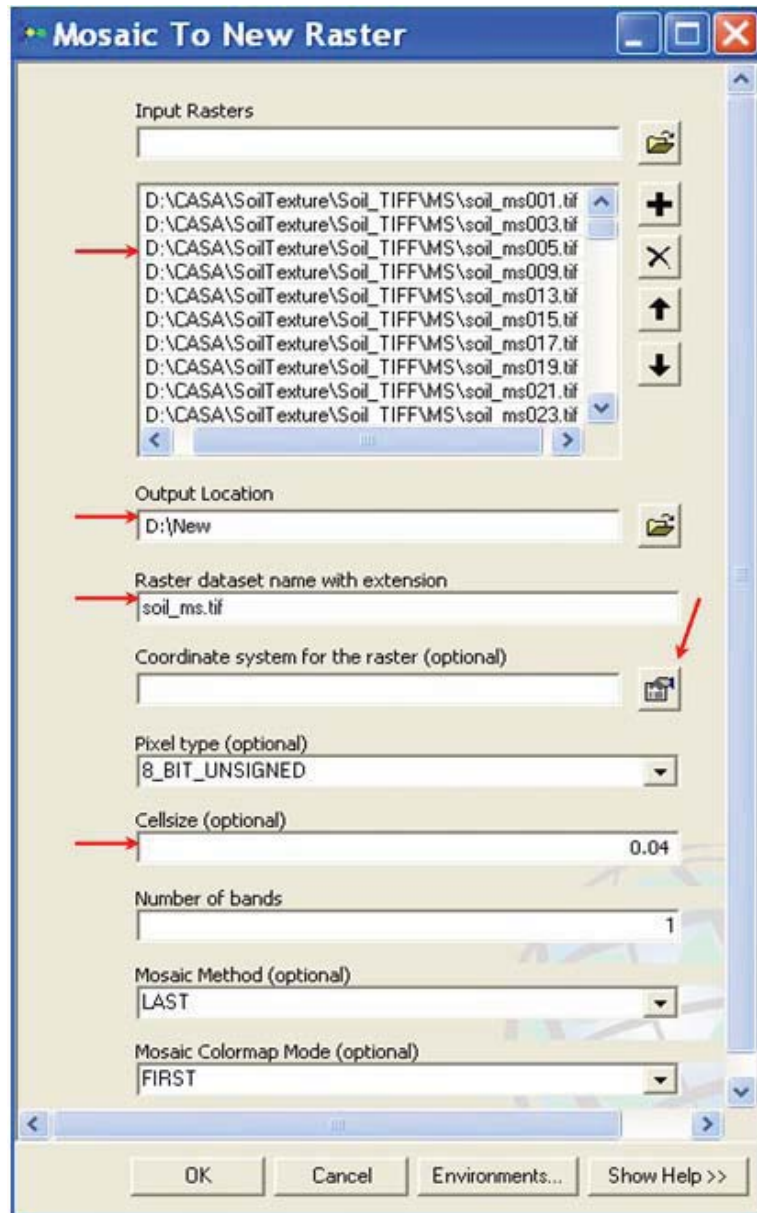 Mosaic To New Raster
Input Rasters
D:\CASA\SoilTexture\Soil_TIFF\MS\soil_ms001.tif
D:\CASA\SoilTexture\Soil_TIFF\MS\soil_ms003.tif
D:\CASA\SoilTexture\Soil_TIFF\MS\soil_ms005.tif
D:\CASA\SoilTexture\Soil_TIFF\MS\soil_ms009.tif
D:\CASA\SoilTexture\Soil_TIFF\MS\soil_ms013.tif
D:\CASA\SoilTexture\Soil_TIFF\MS\soil_ms015.tif
D:\CASA\SoilTexture\Soil_TIFF\MS\soil_ms017.tif
D:\CASA\SoilTexture\Soil_TIFF\MS\soil_ms019.tif
D:\CASA\SoilTexture\Soil_TIFF\MS\soil_ms021.tif
D:\CASA\SoilTexture\Soil_TIFF\MS\soil_ms023.tif
Output Location
D:\New
Raster dataset name with extension
soil_ms.tif
Coordinate system for the raster (optional)
Pixel type (optional)
8_BIT_UNSIGNED
Cellsize (optional)
0.04
Number of bands
1
Mosaic Method (optional)
LAST
Mosaic Colormap Mode (optional)
FIRST
OK Cancel Environments... Show Help >>